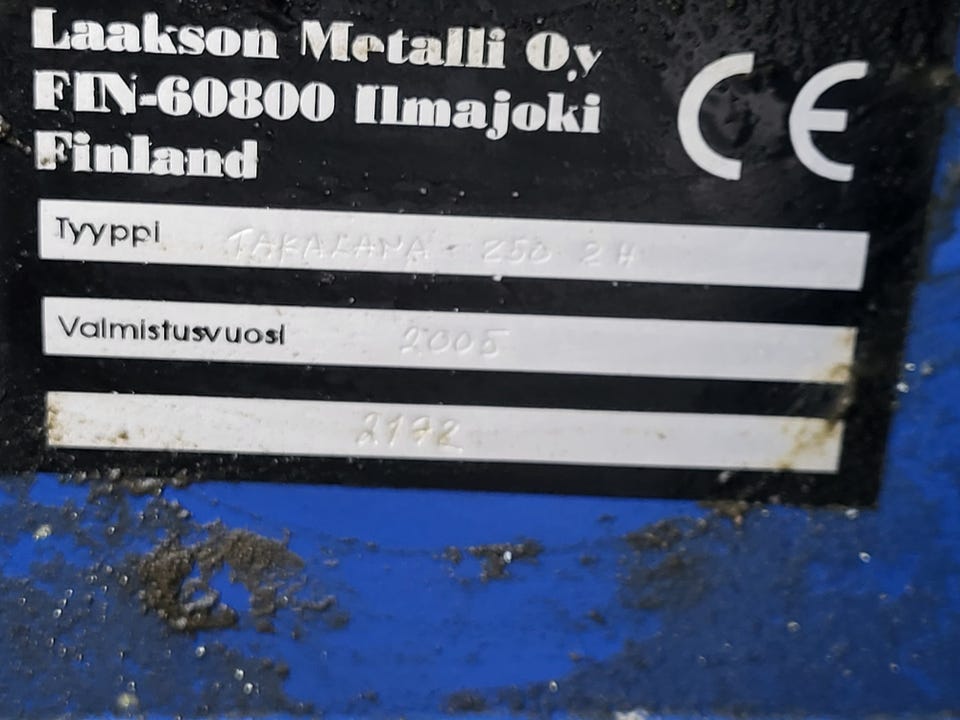 Laakson Metalli Oy
FIN-60800 Ilmajoki
Finland
CE
Tyyppi TAKALANA - 250 2H
Valmistusvuosi 2005
2172